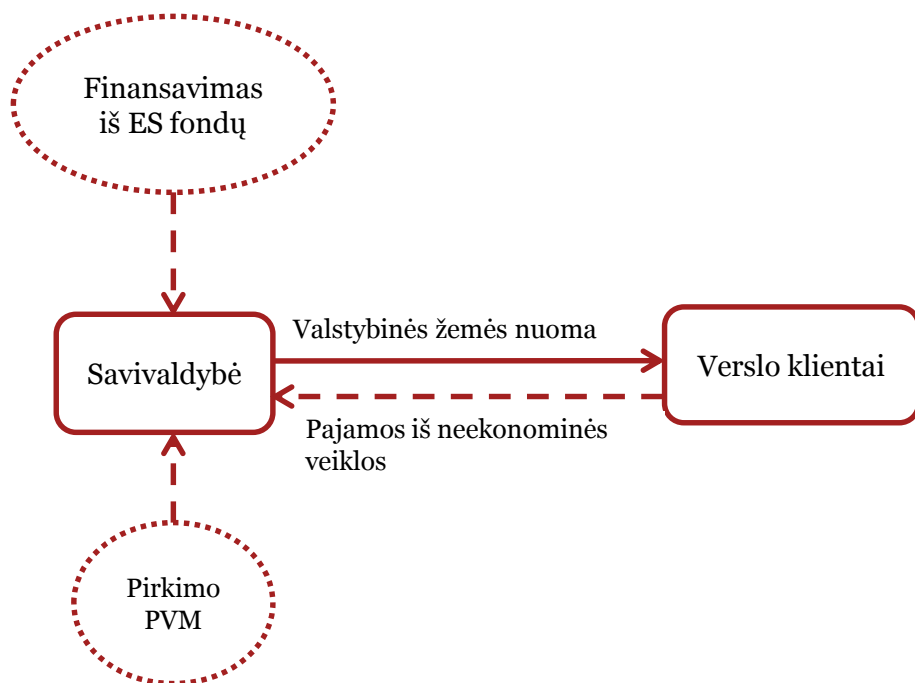 Finansavimas
iš ES fondų
Valstybinės žemės nuoma
Savivaldybė
Verslo klientai
Pajamos iš neekonominės
veiklos
Pirkimo
PVM